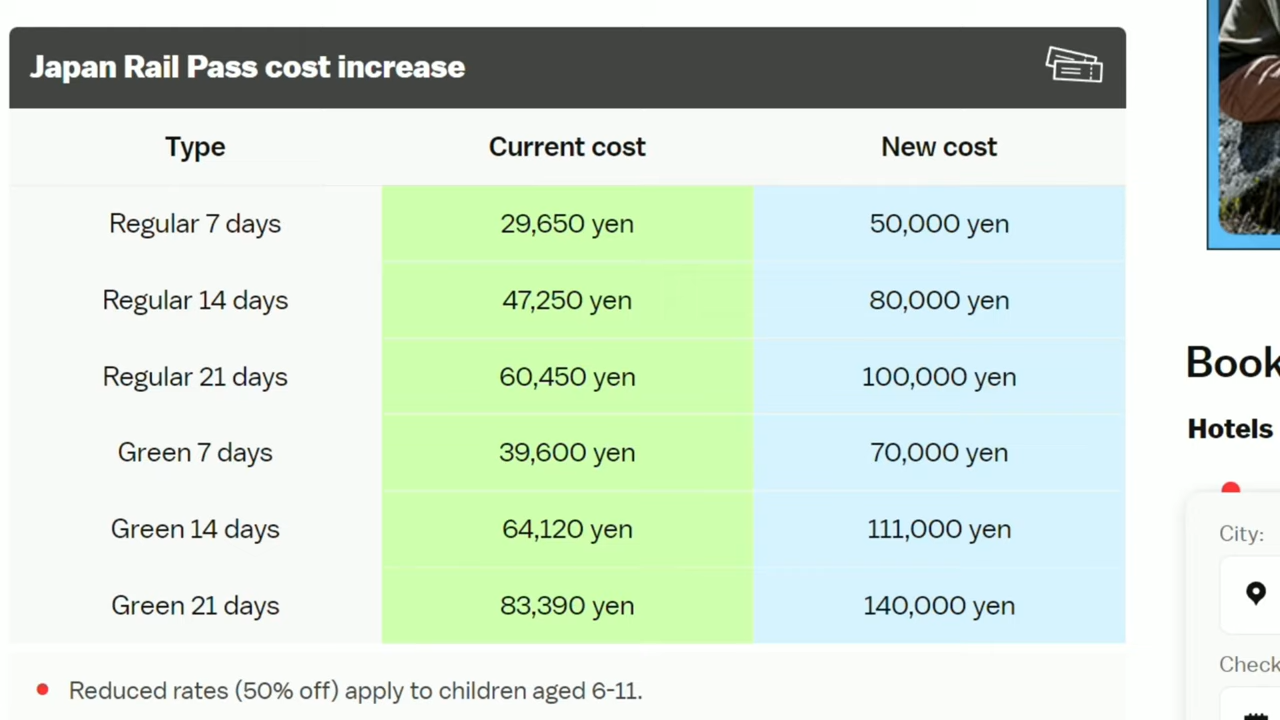 Japan Rail Pass cost increase
Type Current cost New cost
Regular 7 days 29,650 yen 50,000 yen
Regular 14 days 47,250 yen 80,000 yen
Regular 21 days 60,450 yen 100,000 yen
Green 7 days 39,600 yen 70,000 yen
Green 14 days 64,120 yen 111,000 yen
Green 21 days 83,390 yen 140,000 yen
Reduced rates (50% off) apply to children aged 6-11.
Book
Hotels
City:
Check